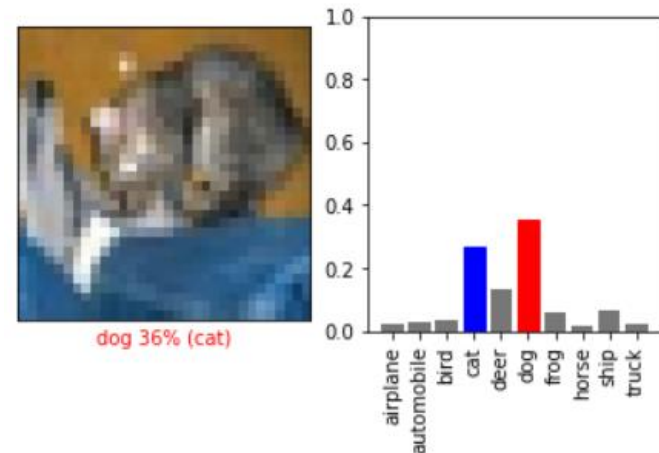 dog 36% (cat)
1.0
0.8
0.6
0.4
0.2
0.0
airplane
automobile
bird
cat
deer
dog
frog
horse
ship
truck